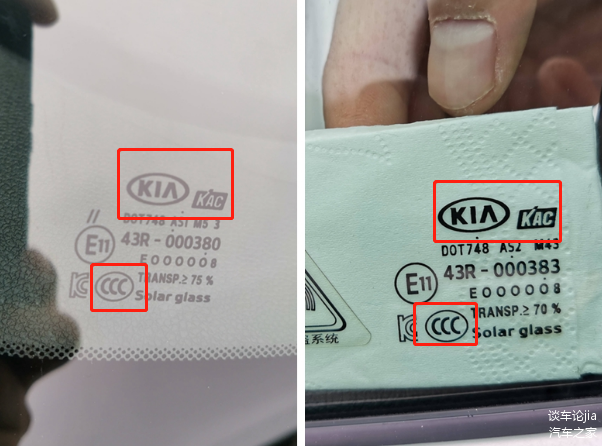 KIA KAC
DOT748 AS1 M5 3
E11 43R-000380
E000008
CCC TRANSP.≥ 75 %
Solar glass
KIA KAC
DOT748 AS2 M43
E11 43R-000383
E000008
CCC TRANSP.≥ 70 %
Solar glass
系统
谈车论jia
汽车之家